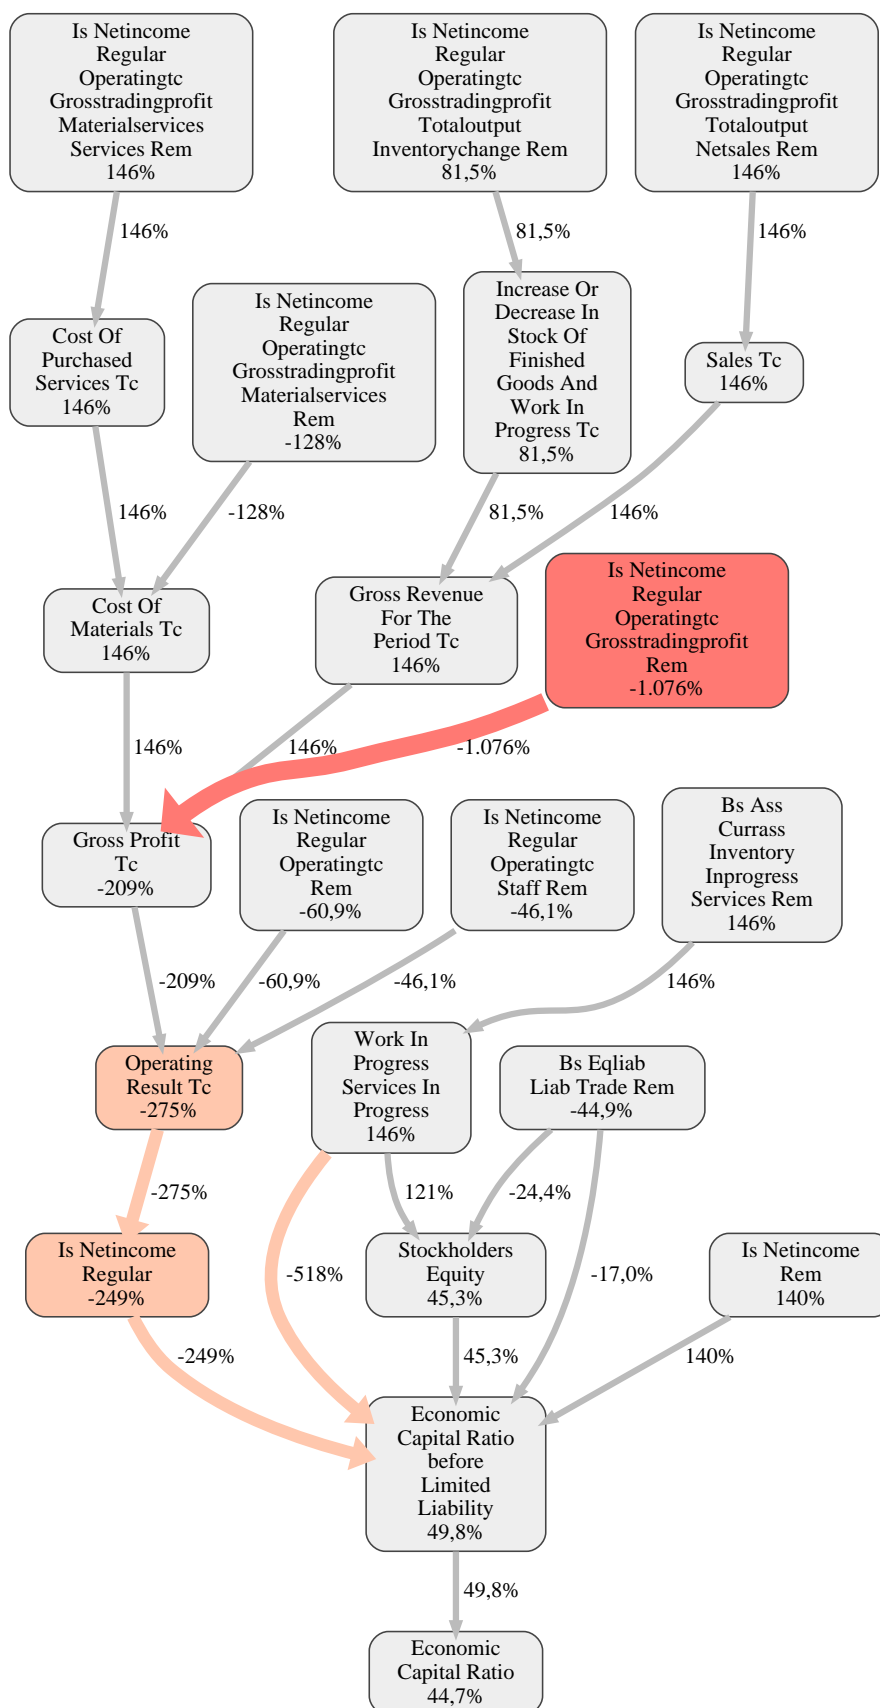 Is Netincome
Regular
Operatingtc
Grosstradingprofit
Materialservices
Services Rem
146%
Is Netincome
Regular
Operatingtc
Grosstradingprofit
Totaloutput
Inventorychange Rem
81,5%
Is Netincome
Regular
Operatingtc
Grosstradingprofit
Totaloutput
Netsales Rem
146%
146%
81,5%
146%
Cost Of
Purchased
Services Tc
146%
Is Netincome
Regular
Operatingtc
Grosstradingprofit
Materialservices
Rem
-128%
Increase Or
Decrease In
Stock Of
Finished
Goods And
Work In
Progress Tc
81,5%
Sales Tc
146%
146%
-128%
81,5%
146%
Cost Of
Materials Tc
146%
Gross Revenue
For The
Period Tc
146%
Is Netincome
Regular
Operatingtc
Grosstradingprofit
Rem
-1.076%
146%
146%
-1.076%
Gross Profit
Tc
-209%
Is Netincome
Regular
Operatingtc
Rem
-60,9%
Is Netincome
Regular
Operatingtc
Staff Rem
-46,1%
Bs Ass
Currass
Inventory
Inprogress
Services Rem
146%
-209%
-60,9%
-46,1%
146%
Operating
Result Tc
-275%
Work In
Progress
Services In
Progress
146%
Bs Eqliab
Liab Trade Rem
-44,9%
-275%
121%
-24,4%
Is Netincome
Regular
-249%
-518%
Stockholders
Equity
45,3%
-17,0%
Is Netincome
Rem
140%
-249%
45,3%
140%
Economic
Capital Ratio
before
Limited
Liability
49,8%
49,8%
Economic
Capital Ratio
44,7%